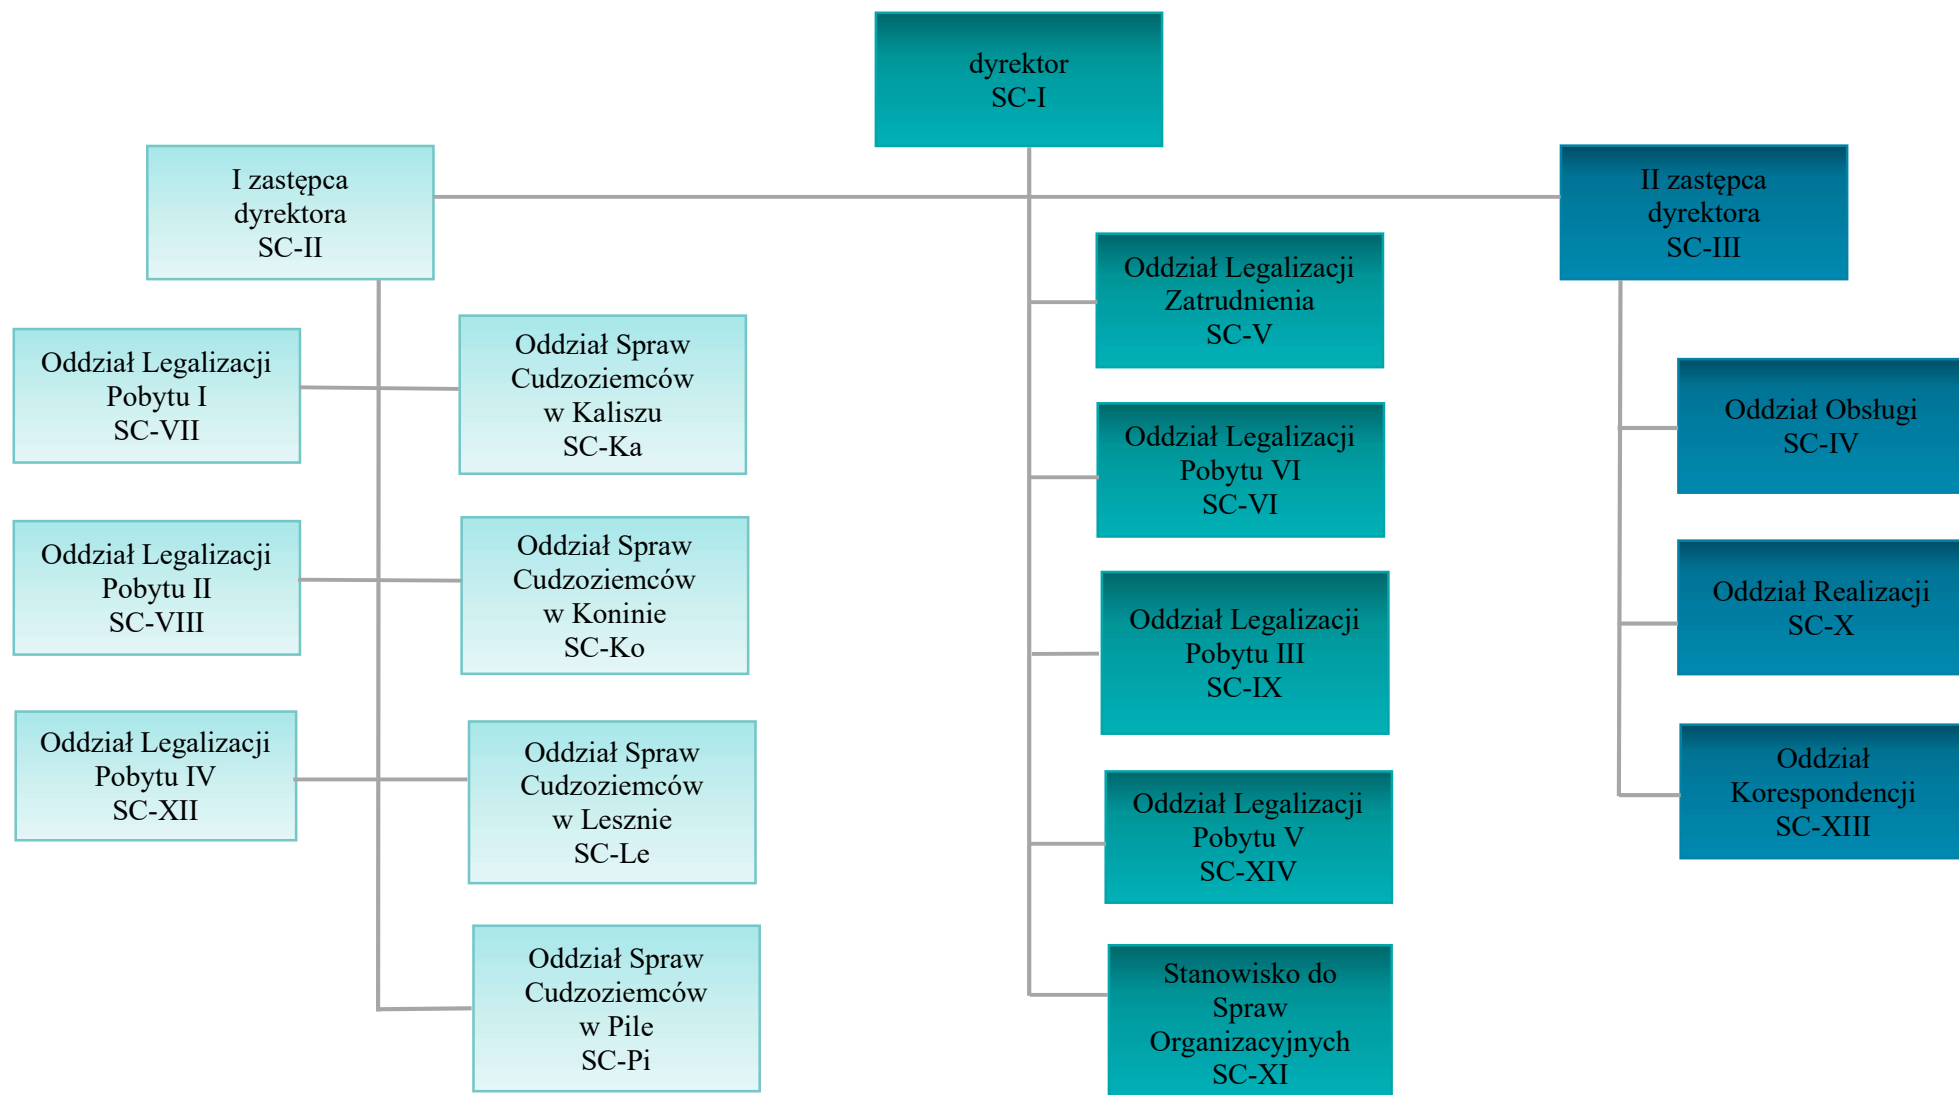 dyrektor
SC-I
I zastępca
dyrektora
SC-II
II zastępca
dyrektora
SC-III
Oddział Legalizacji
Pobytu I
SC-VII
Oddział Legalizacji
Pobytu II
SC-VIII
Oddział Legalizacji
Pobytu IV
SC-XII
Oddział Spraw
Cudzoziemców
w Kaliszu
SC-Ka
Oddział Spraw
Cudzoziemców
w Koninie
SC-Ko
Oddział Spraw
Cudzoziemców
w Lesznie
SC-Le
Oddział Spraw
Cudzoziemców
w Pile
SC-Pi
Oddział Legalizacji
Zatrudnienia
SC-V
Oddział Legalizacji
Pobytu VI
SC-VI
Oddział Legalizacji
Pobytu III
SC-IX
Oddział Legalizacji
Pobytu V
SC-XIV
Stanowisko do
Spraw
Organizacyjnych
SC-XI
Oddział Obsługi
SC-IV
Oddział Realizacji
SC-X
Oddział
Korespondencji
SC-XIII